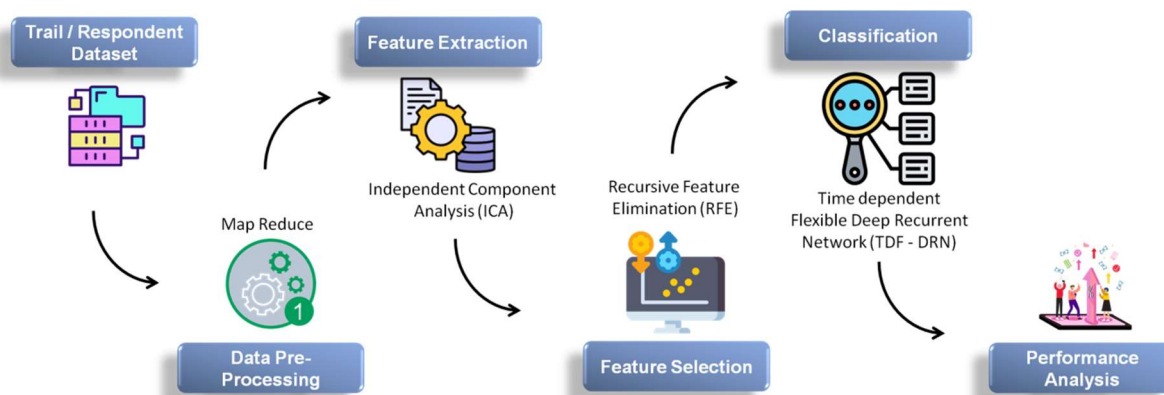 Trail / Respondent
Dataset
Map Reduce
1
Data Pre-
Processing
Feature Extraction
Independent Component
Analysis (ICA)
Recursive Feature
Elimination (RFE)
Feature Selection
Classification
Time dependent
Flexible Deep Recurrent
Network (TDF - DRN)
Performance
Analysis